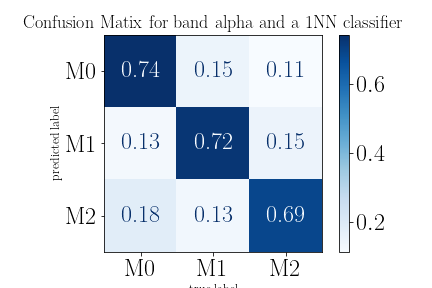 Confusion Matix for band alpha and a 1NN classifier
M0 0.74 0.15 0.11
M1 0.13 0.72 0.15
M2 0.18 0.13 0.69
M0 M1 M2
predicted label
true label
0.6
0.4
0.2